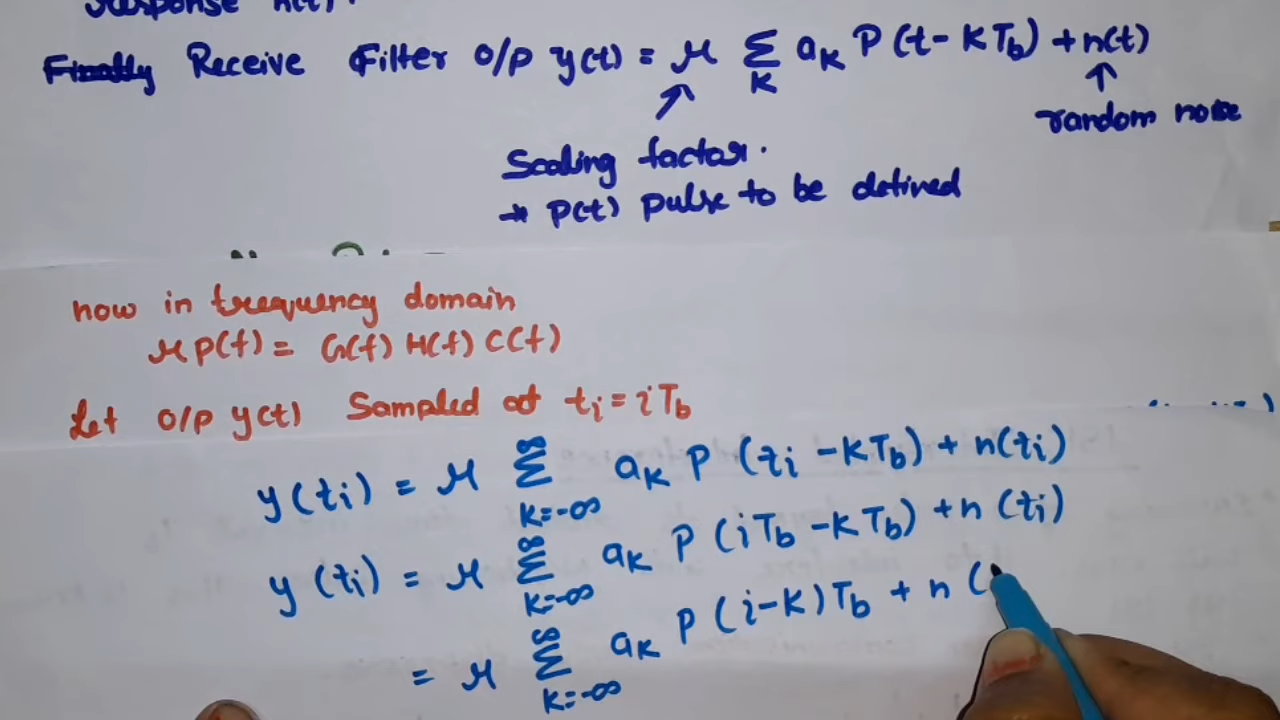 Response h(t).
Finally Receive Filter O/P y(t) = μ Σ_K a_K P(t-KT_b) + n(t)
random noise
Scaling factor.
→ P(t) pulse to be defined
now in frequency domain
μ P(f) = G(f) H(f) C(f)
Let O/P y(t) Sampled at t_i = iT_b
y(t_i) = μ Σ_{K=-∞}^{∞} a_K P(t_i - KT_b) + n(t_i)
y(t_i) = μ Σ_{K=-∞}^{∞} a_K P(iT_b - KT_b) + n(t_i)
= μ Σ_{K=-∞}^{∞} a_K P(i-K)T_b + n(